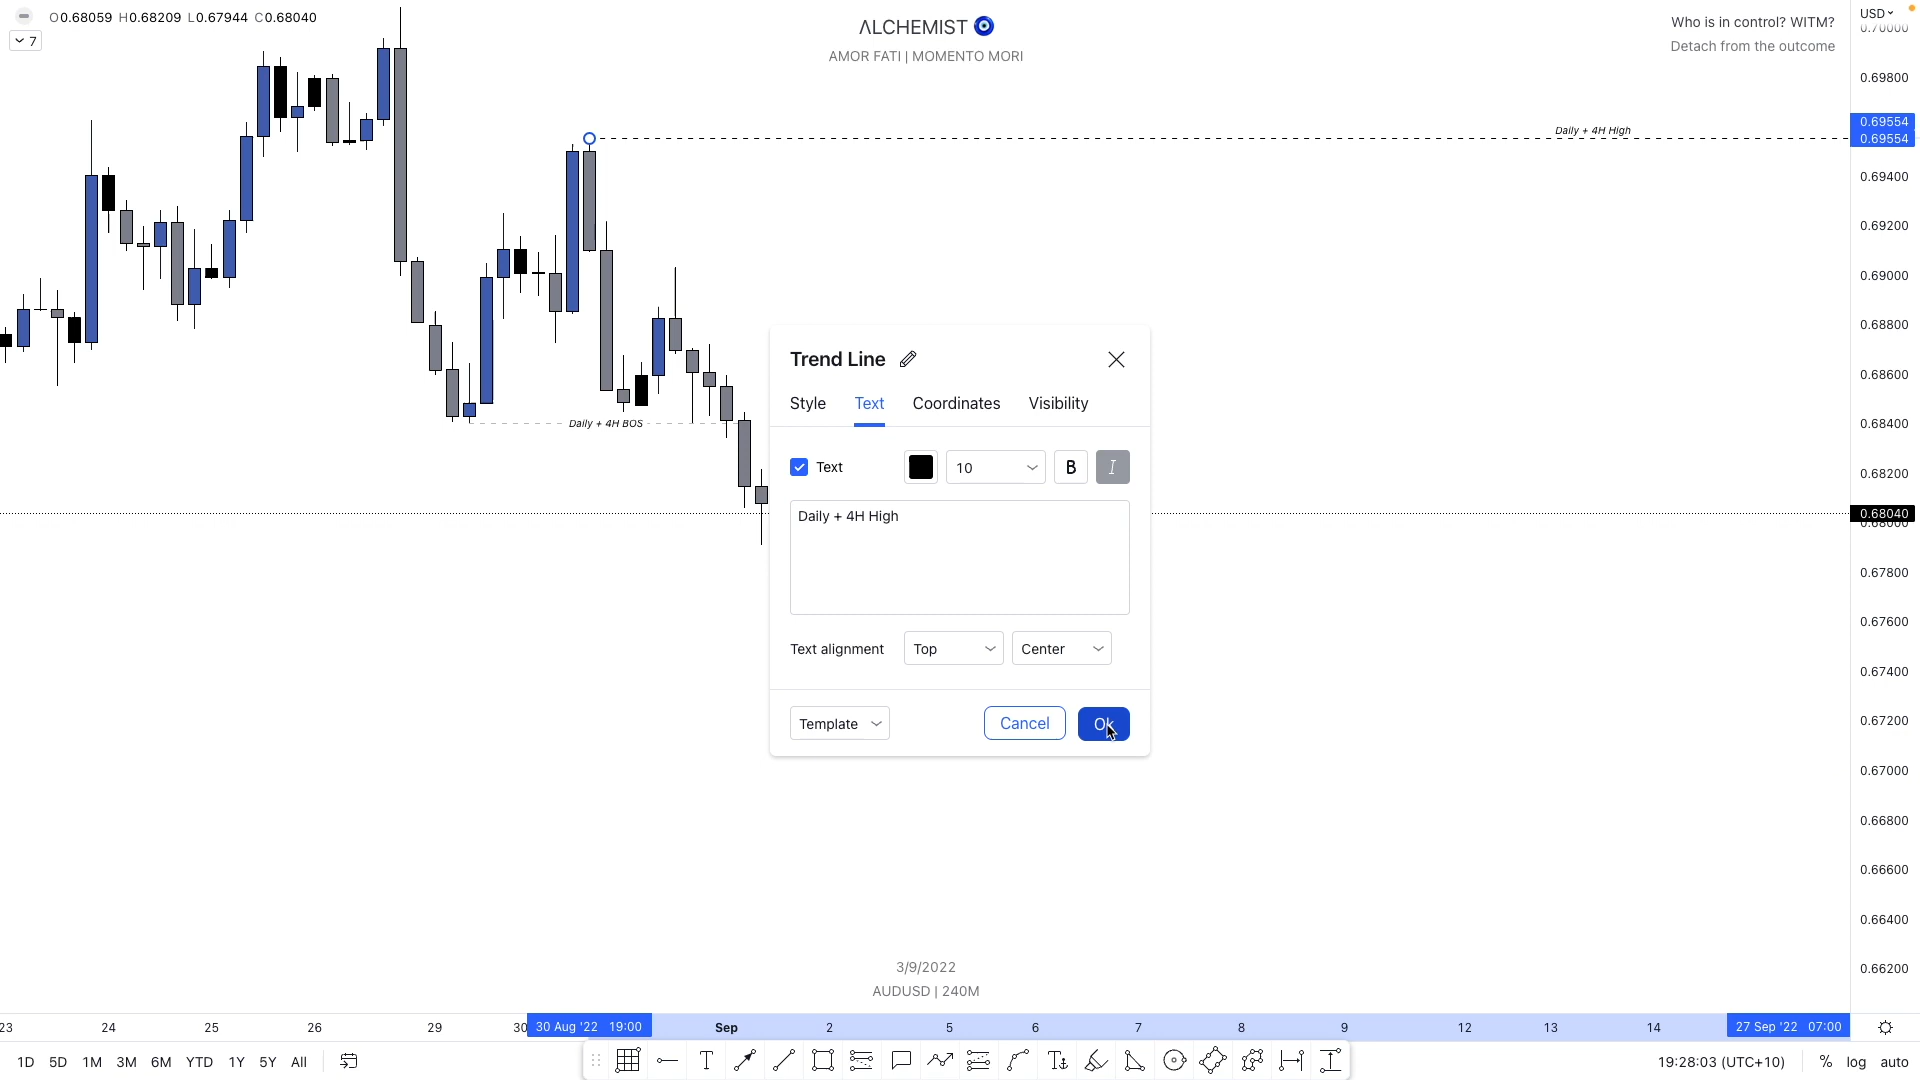 O0.68059 H0.68209 L0.67944 C0.68040
7
ΛLCHEMIST
AMOR FATI | MOMENTO MORI
Who is in control? WITM?
Detach from the outcome
USD
0.70000
0.69800
0.69554
0.69554
0.69400
0.69200
0.69000
0.68800
0.68600
0.68400
0.68200
0.68040
0.68000
0.67800
0.67600
0.67400
0.67200
0.67000
0.66800
0.66600
0.66400
0.66200
Daily + 4H High
Daily + 4H BOS
Trend Line
Style Text Coordinates Visibility
Text 10 B I
Daily + 4H High
Text alignment Top Center
Template Cancel Ok
3/9/2022
AUDUSD | 240M
23 24 25 26 29 30 30 Aug '22 19:00 Sep 2 5 6 7 8 9 12 13 14 27 Sep '22 07:00
1D 5D 1M 3M 6M YTD 1Y 5Y All 19:28:03 (UTC+10) % log auto